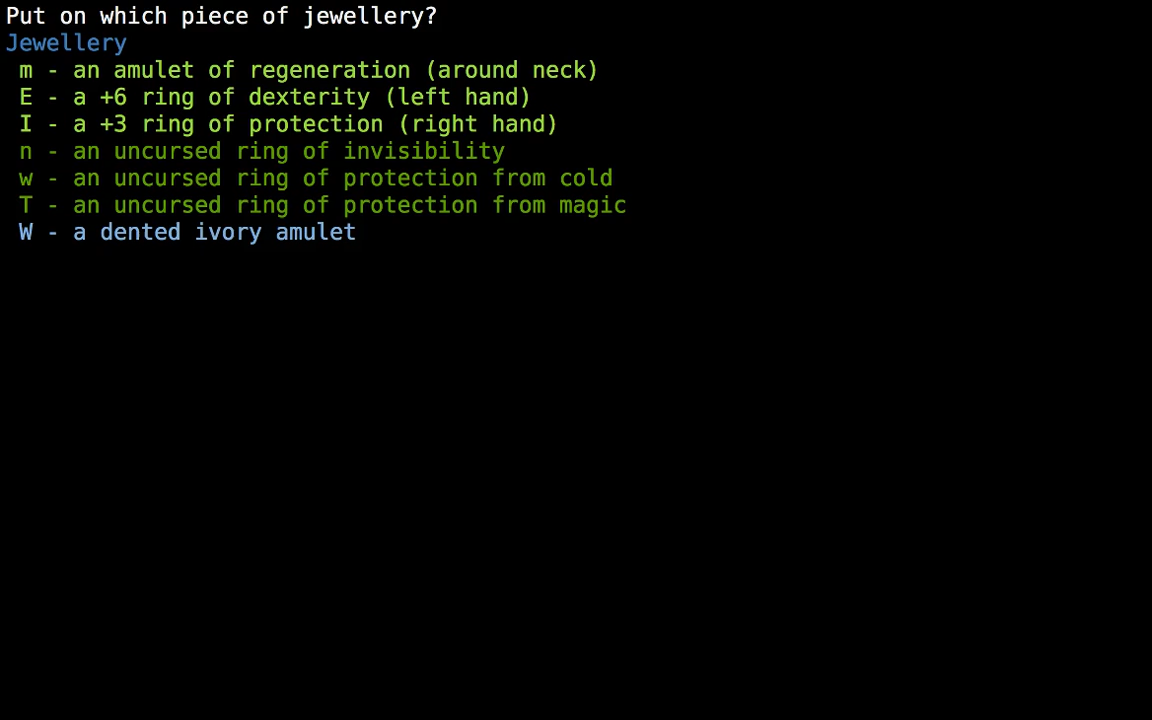 Put on which piece of jewellery?
Jewellery
m - an amulet of regeneration (around neck)
E - a +6 ring of dexterity (left hand)
I - a +3 ring of protection (right hand)
n - an uncursed ring of invisibility
w - an uncursed ring of protection from cold
T - an uncursed ring of protection from magic
W - a dented ivory amulet